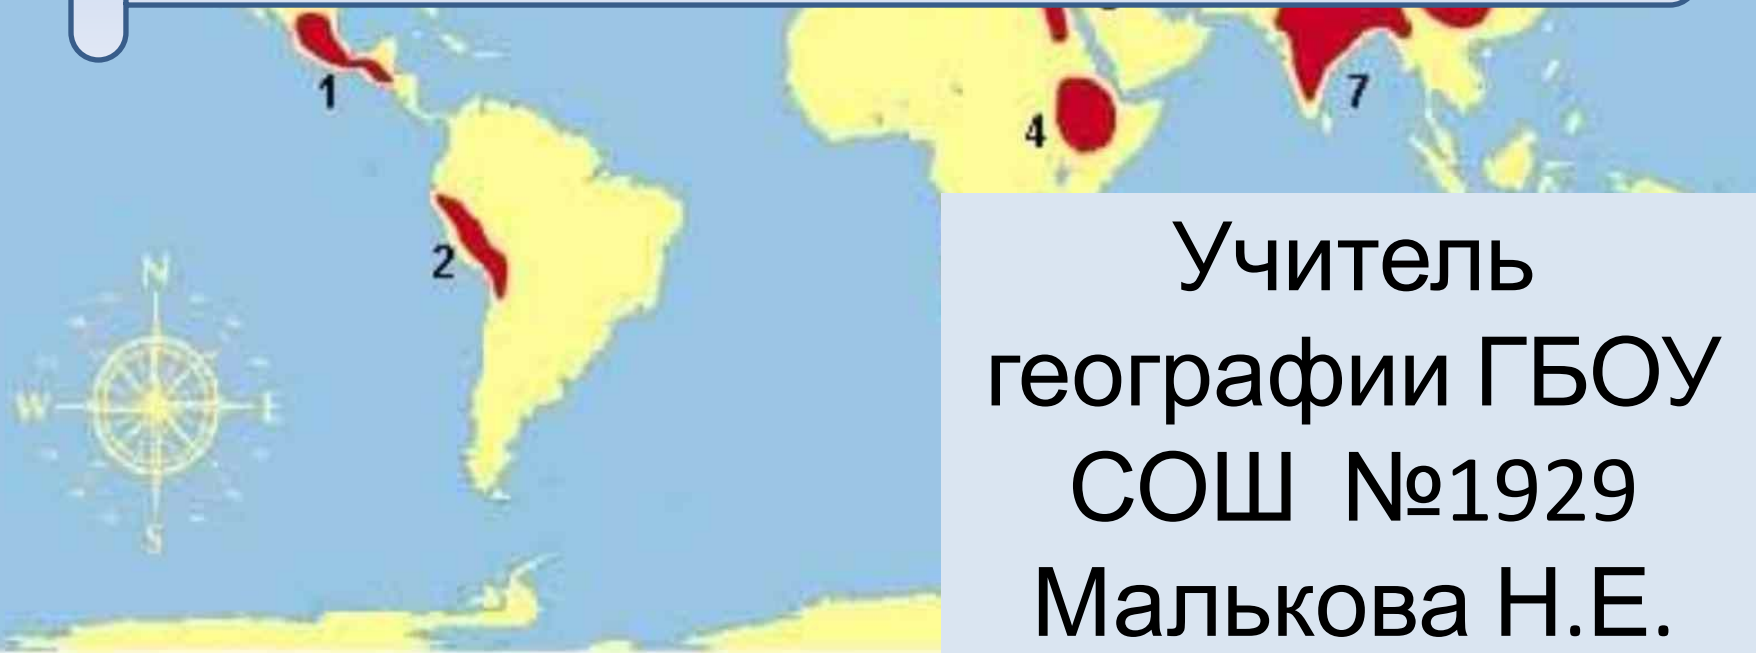 1
4
7
2
N
W E
S
Учитель
географии ГБОУ
СОШ №1929
Малькова Н.Е.